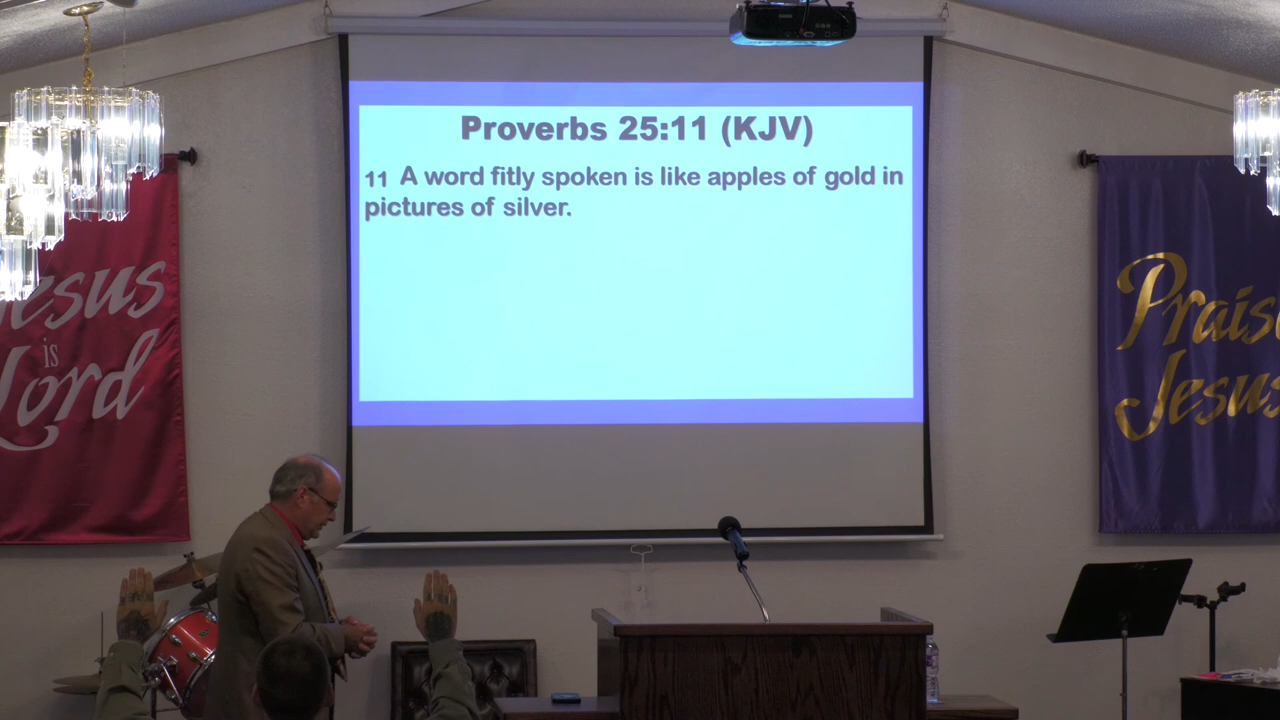 Proverbs 25:11 (KJV)
11 A word fitly spoken is like apples of gold in
pictures of silver.
Jesus
is
Lord
Praise
Jesus